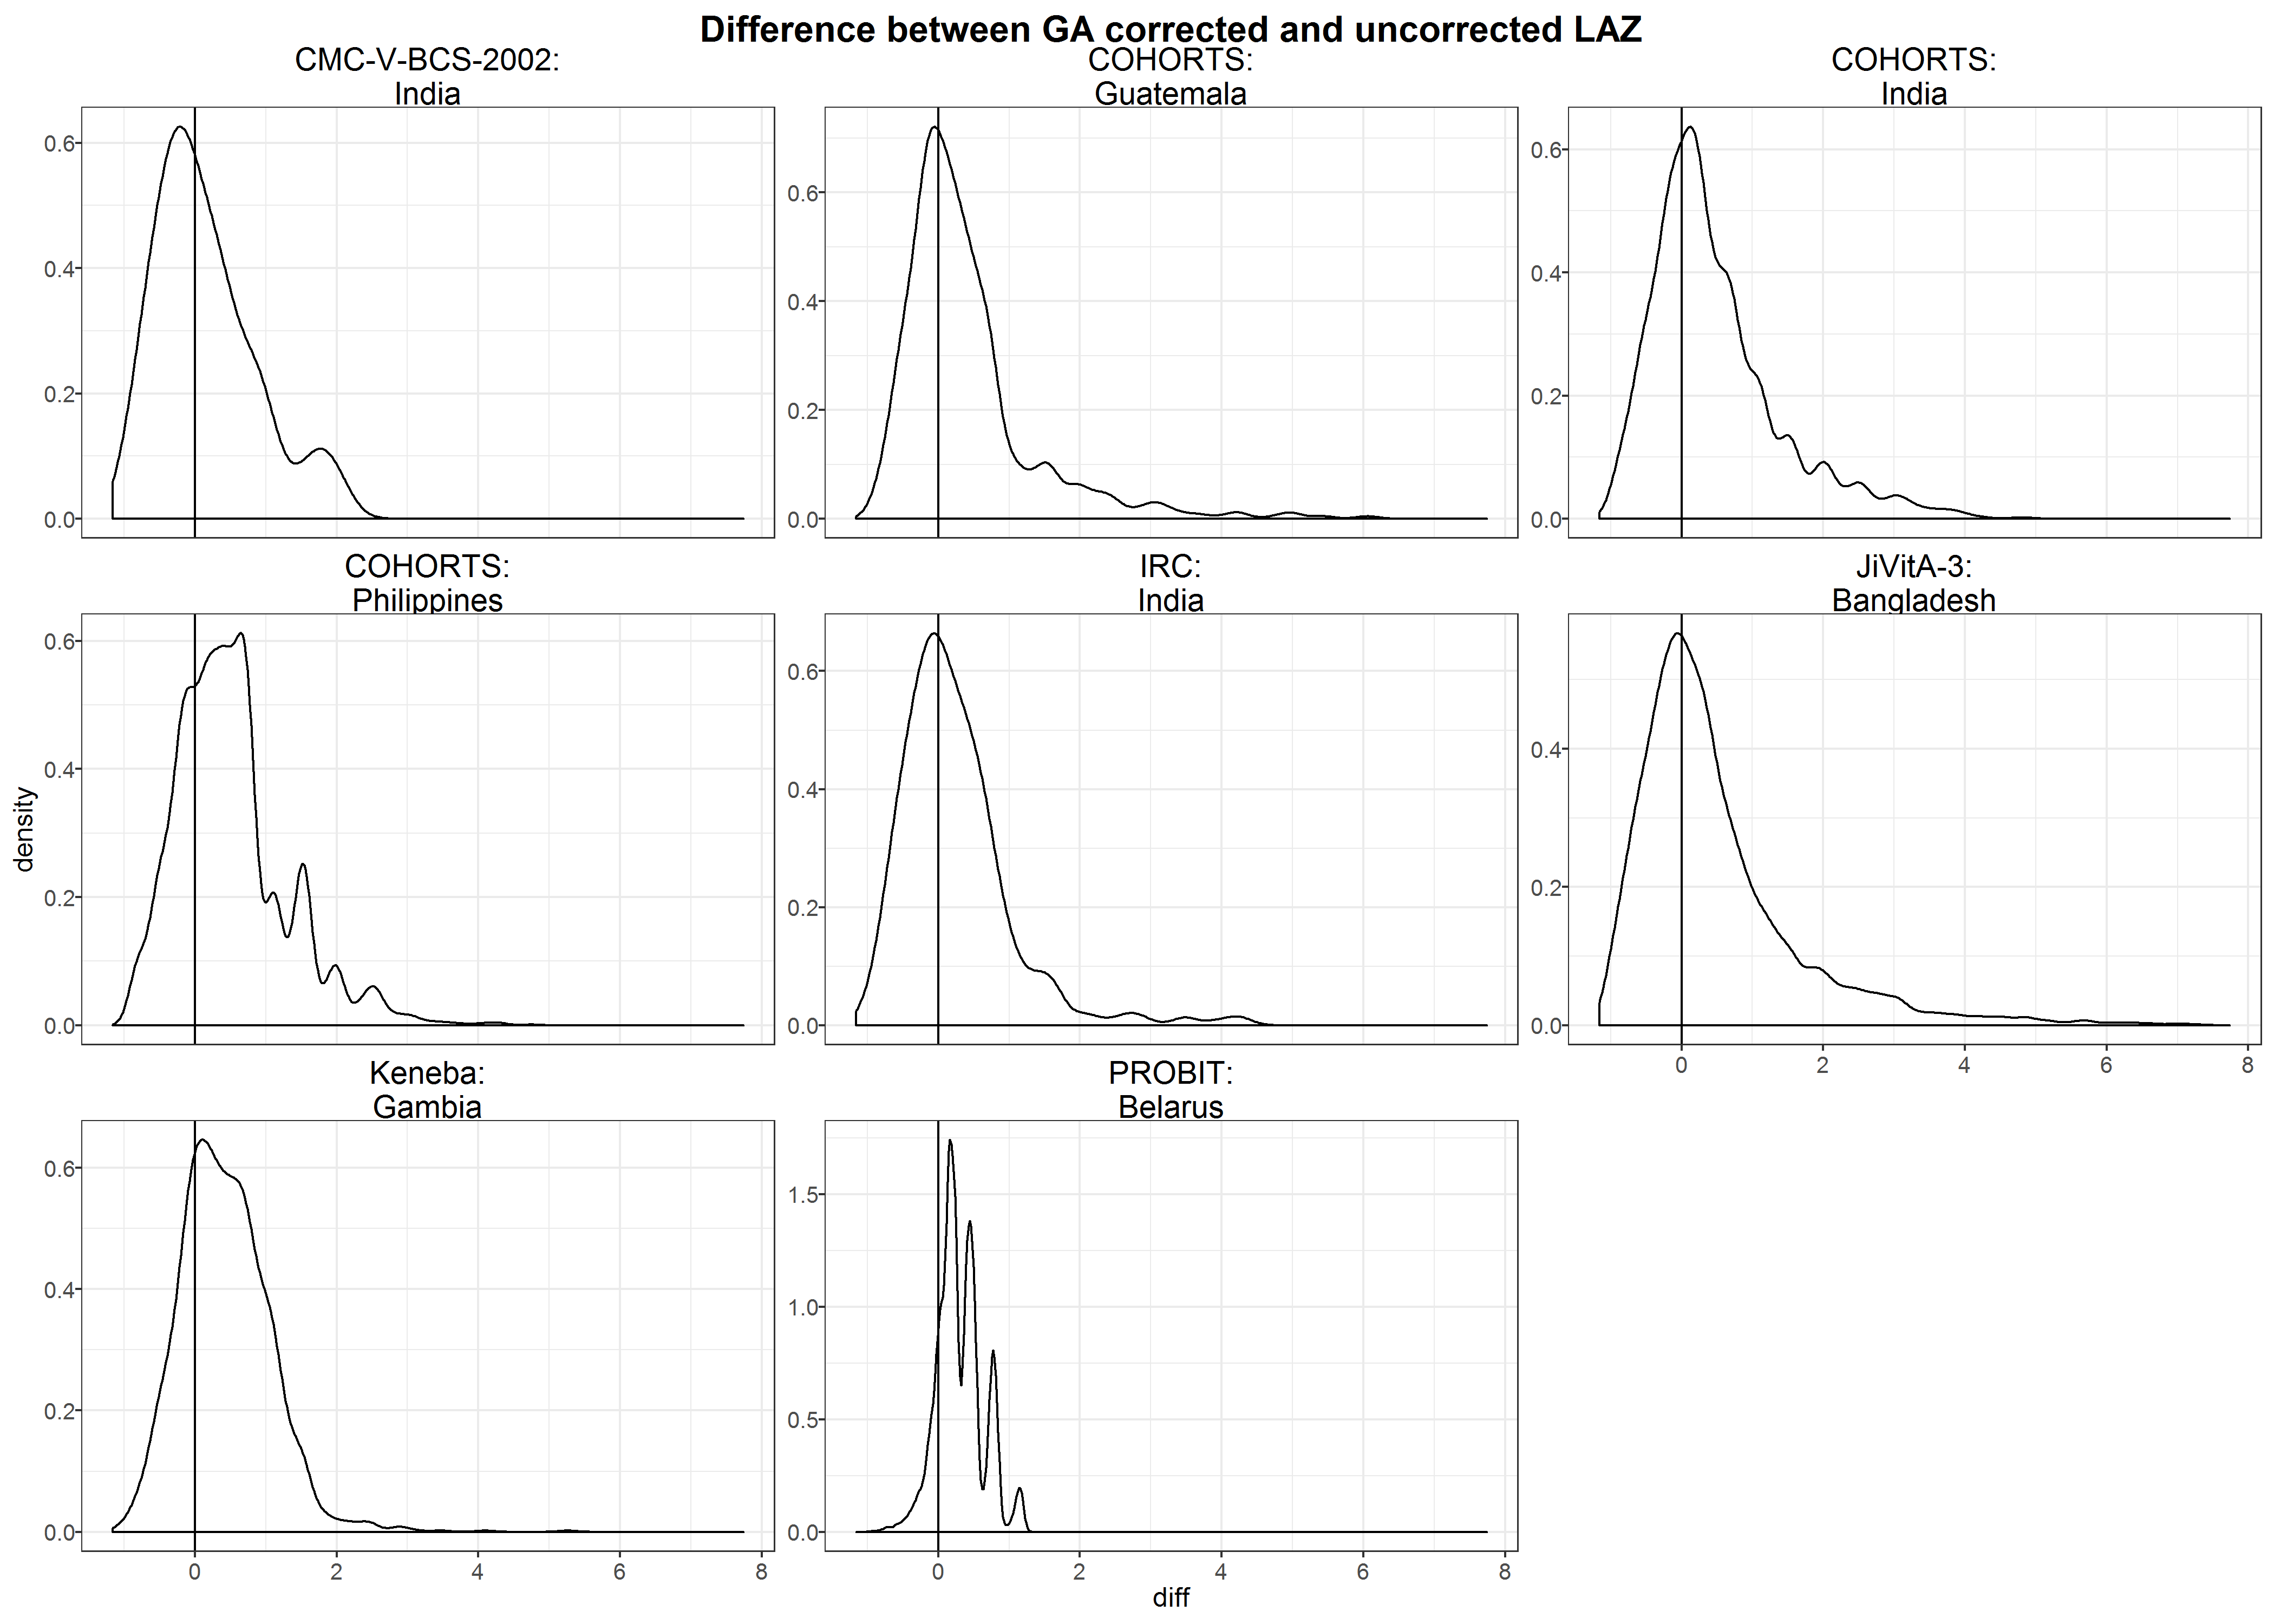 Difference between GA corrected and uncorrected LAZ
CMC-V-BCS-2002:
India
COHORTS:
Guatemala
COHORTS:
India
0.6
0.4
0.2
0.0
0.6
0.4
0.2
0.0
0.6
0.4
0.2
0.0
COHORTS:
Philippines
IRC:
India
JiVitA-3:
Bangladesh
density
0.6
0.4
0.2
0.0
0.6
0.4
0.2
0.0
0.4
0.2
0.0
0 2 4 6 8
Keneba:
Gambia
PROBIT:
Belarus
0.6
0.4
0.2
0.0
0 2 4 6 8
1.5
1.0
0.5
0.0
0 2 4 6 8
diff